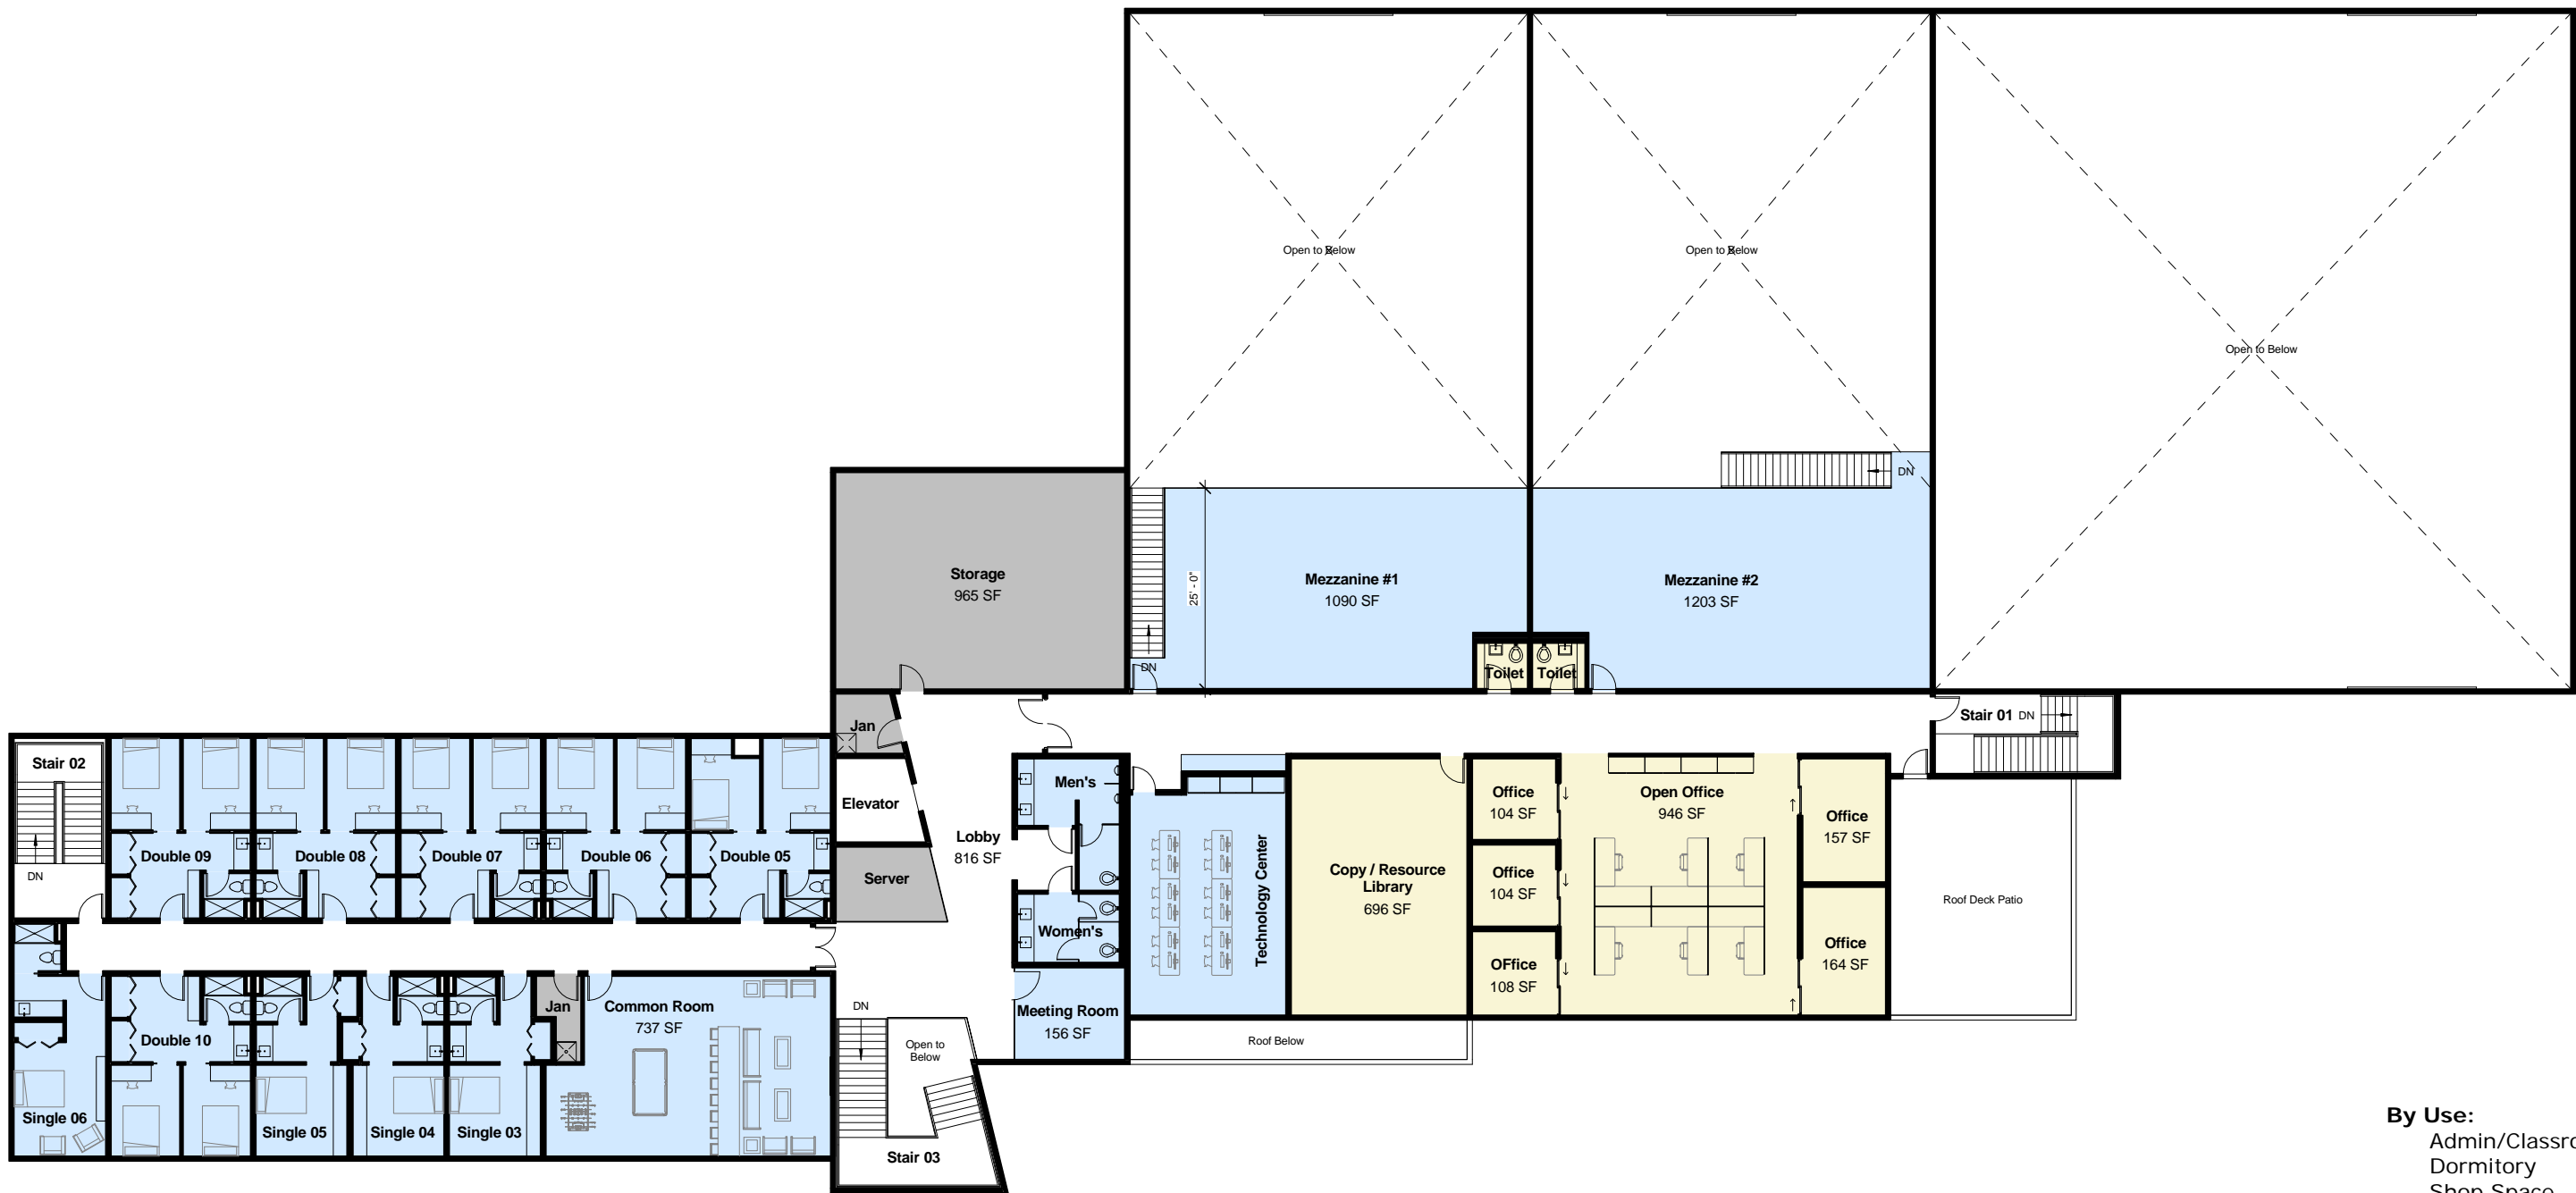 Open to Below
Open to Below
Open to Below
DN
Storage
965 SF
25' - 0"
Mezzanine #1
1090 SF
Mezzanine #2
1203 SF
DN
Toilet
Toilet
Jan
Stair 01
DN
Stair 02
DN
Elevator
Server
Lobby
816 SF
Men's
Women's
Technology Center
Copy / Resource
Library
696 SF
Office
104 SF
Office
104 SF
OFfice
108 SF
Open Office
946 SF
Office
157 SF
Office
164 SF
Roof Deck Patio
Double 09
Double 08
Double 07
Double 06
Double 05
Double 10
Jan
Common Room
737 SF
DN
Open to
Below
Meeting Room
156 SF
Roof Below
Single 06
Single 05
Single 04
Single 03
Stair 03
By Use:
Admin/Classro
Dormitory
Shop Space